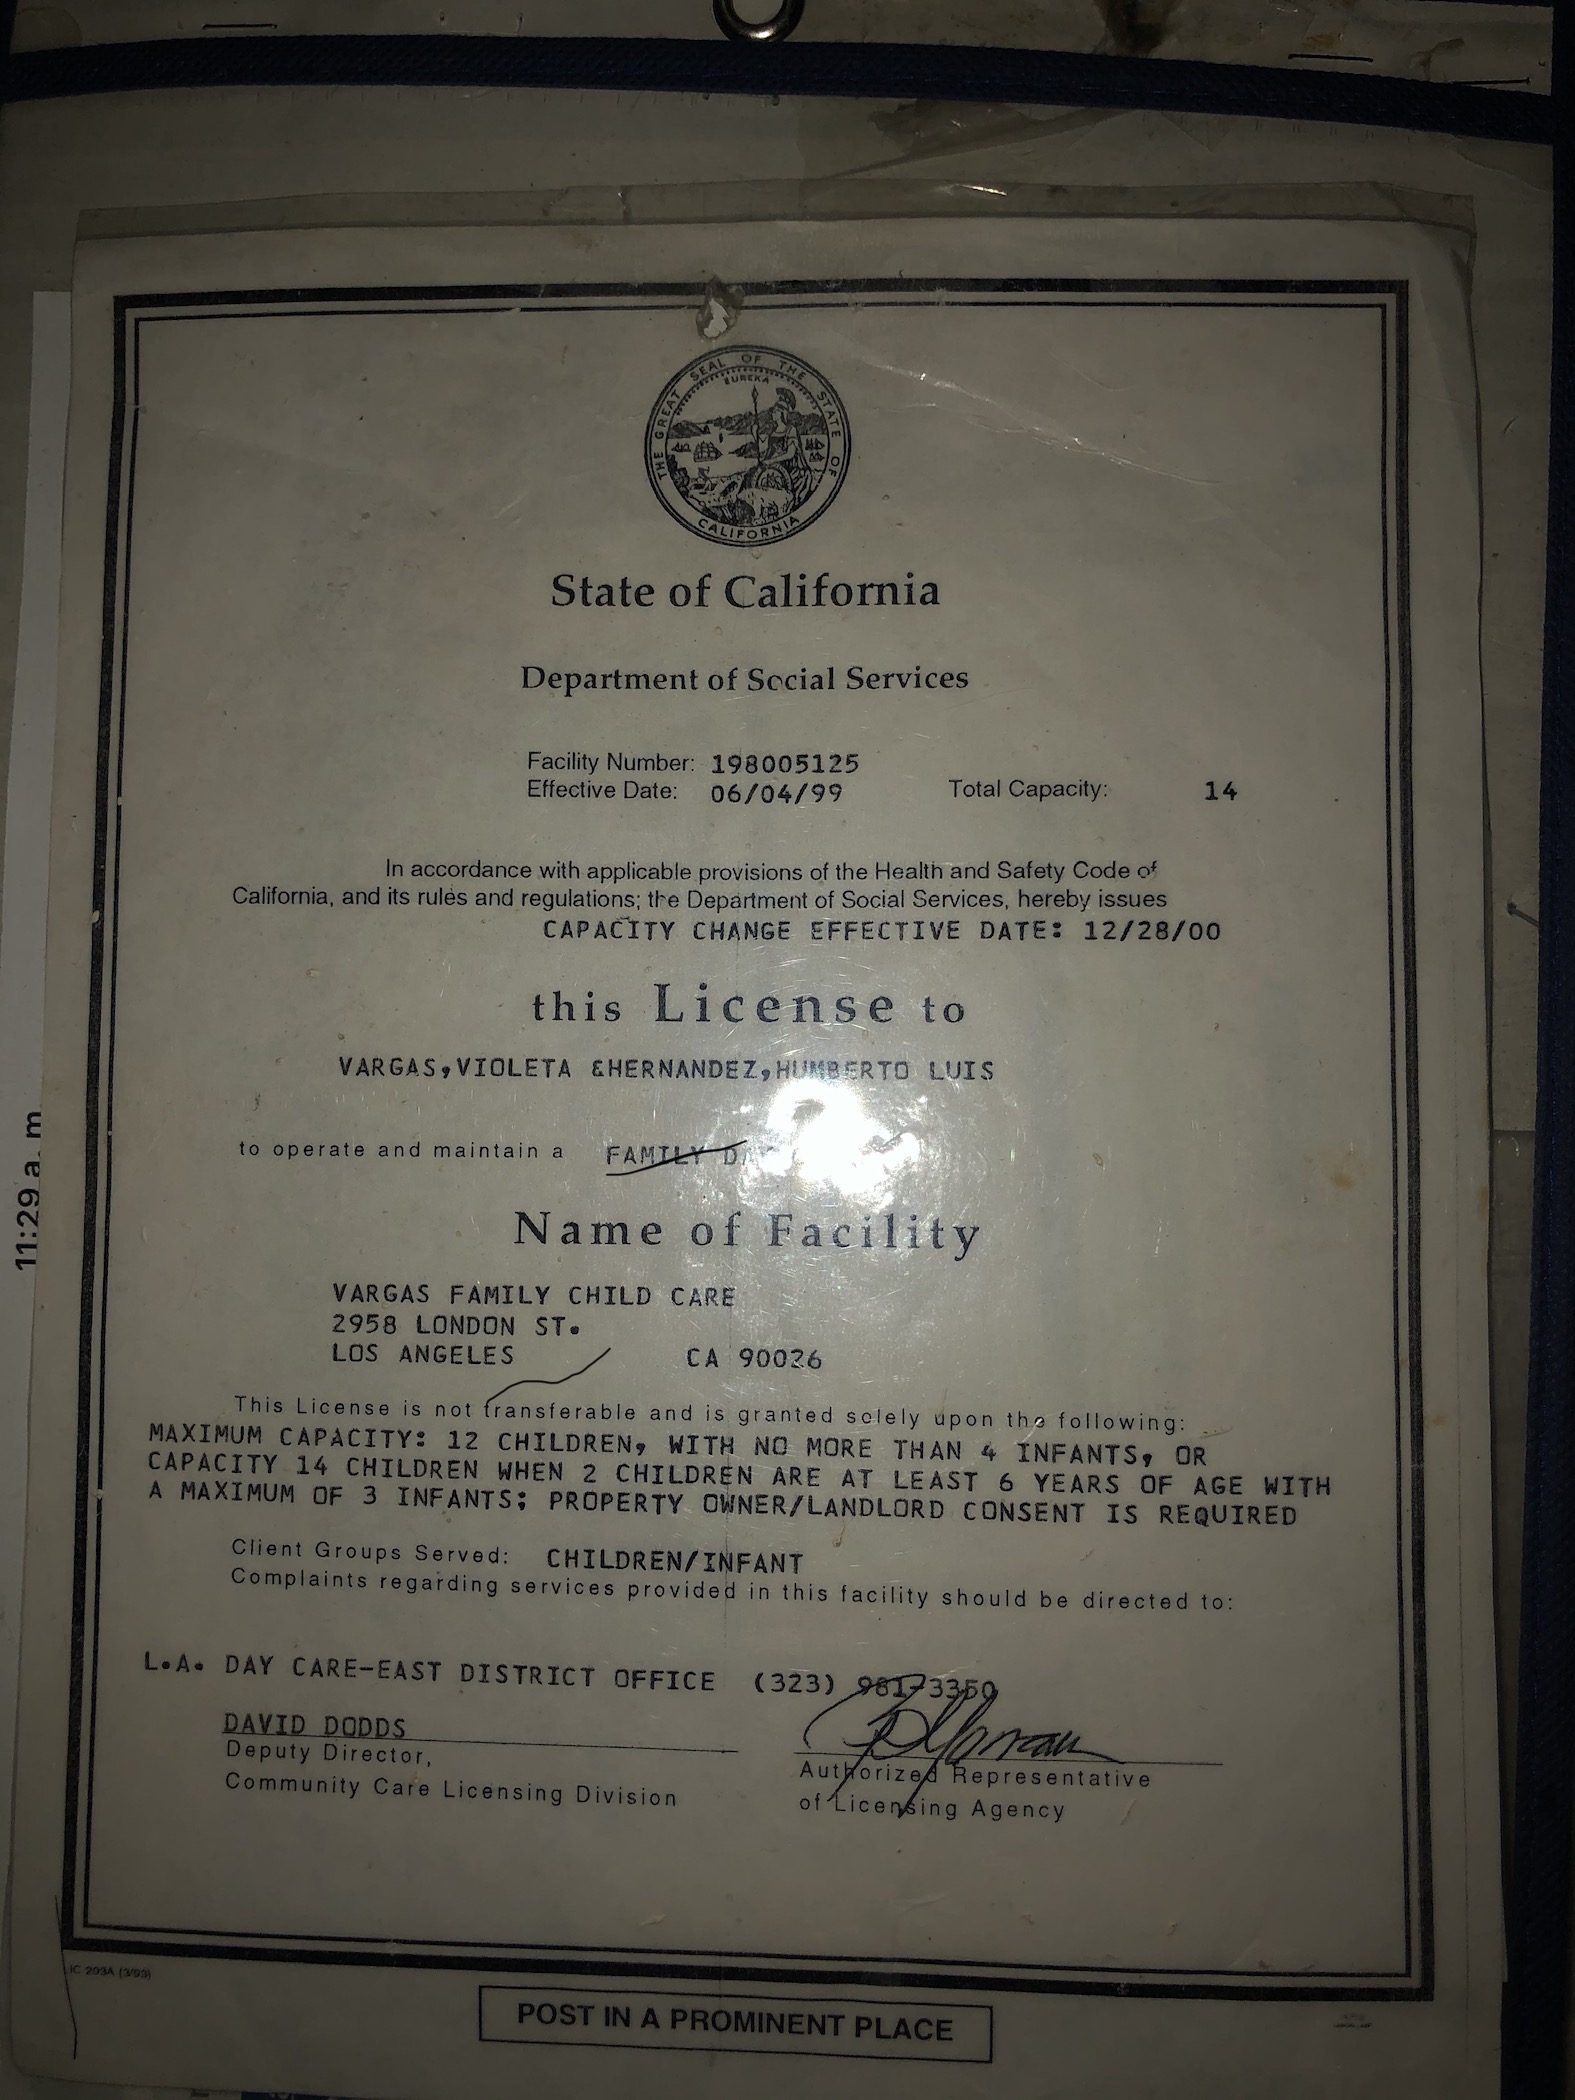 THE GREAT SEAL OF THE STATE OF CALIFORNIA
EUREKA
State of California
Department of Social Services
Facility Number: 198005125
Effective Date: 06/04/99 Total Capacity: 14
In accordance with applicable provisions of the Health and Safety Code of
California, and its rules and regulations; the Department of Social Services, hereby issues
CAPACITY CHANGE EFFECTIVE DATE: 12/28/00
this License to
VARGAS,VIOLETA &HERNANDEZ,HUMBERTO LUIS
to operate and maintain a FAMILY
Name of Facility
VARGAS FAMILY CHILD CARE
2958 LONDON ST.
LOS ANGELES CA 90026
This License is not transferable and is granted solely upon the following:
MAXIMUM CAPACITY: 12 CHILDREN, WITH NO MORE THAN 4 INFANTS, OR
CAPACITY 14 CHILDREN WHEN 2 CHILDREN ARE AT LEAST 6 YEARS OF AGE WITH
A MAXIMUM OF 3 INFANTS; PROPERTY OWNER/LANDLORD CONSENT IS REQUIRED
Client Groups Served: CHILDREN/INFANT
Complaints regarding services provided in this facility should be directed to:
L.A. DAY CARE-EAST DISTRICT OFFICE (323) 981-3350
DAVID DODDS
Deputy Director,
Community Care Licensing Division
Authorized Representative
of Licensing Agency
LIC 203A (3/93)
POST IN A PROMINENT PLACE
11:29 a. m